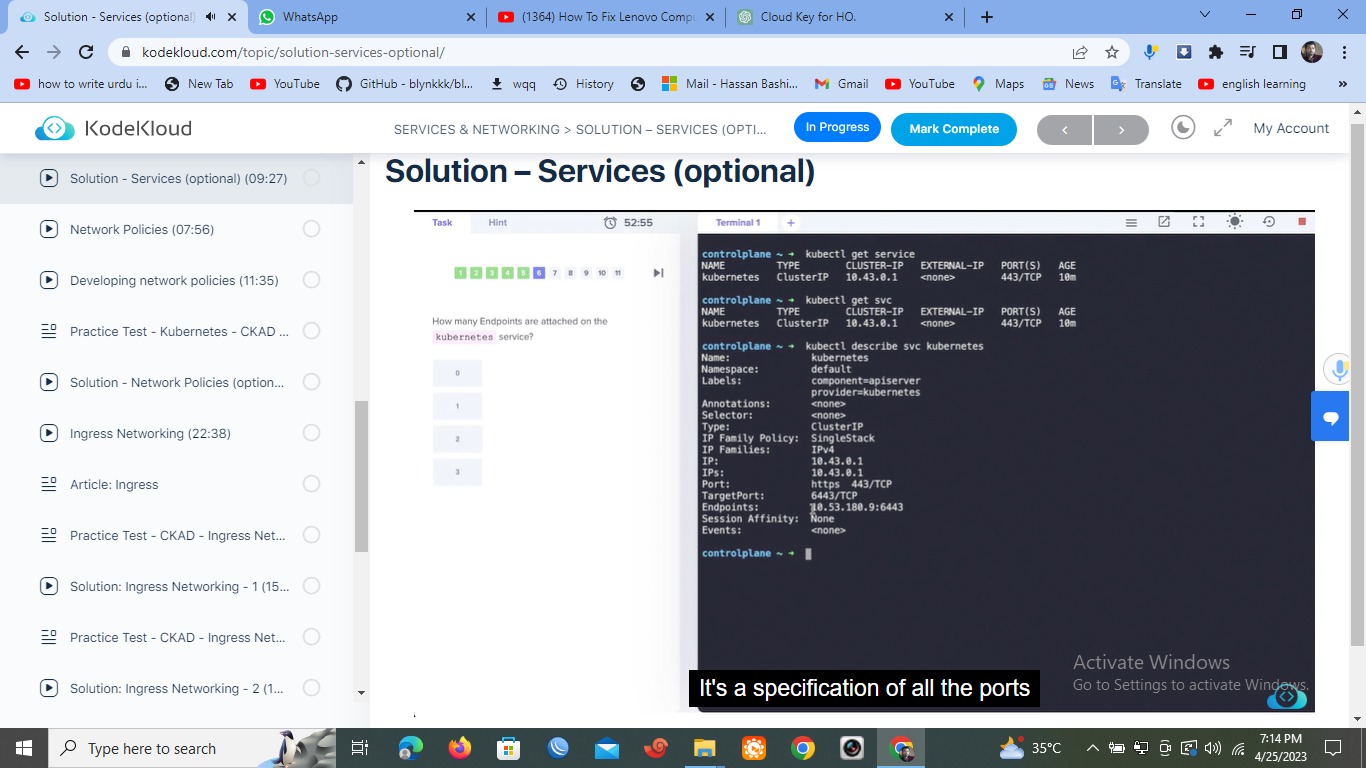 Solution - Services (optional)
WhatsApp
(1364) How To Fix Lenovo Compu
Cloud Key for HO.
kodekloud.com/topic/solution-services-optional/
how to write urdu i...
New Tab
YouTube
GitHub - blynkkk/bl...
wqq
History
Mail - Hassan Bashi...
Gmail
YouTube
Maps
News
Translate
english learning
»
KodeKloud
SERVICES & NETWORKING > SOLUTION – SERVICES (OPTI...
In Progress
Mark Complete
My Account
Solution - Services (optional) (09:27)
Network Policies (07:56)
Developing network policies (11:35)
Practice Test - Kubernetes - CKAD ...
Solution - Network Policies (option...
Ingress Networking (22:38)
Article: Ingress
Practice Test - CKAD - Ingress Net...
Solution: Ingress Networking - 1 (15...
Practice Test - CKAD - Ingress Net...
Solution: Ingress Networking - 2 (1...
Solution – Services (optional)
Task
Hint
52:55
Terminal 1
+
1 2 3 4 5 6 7 8 9 10 11
How many Endpoints are attached on the
kubernetes service?
0
1
2
3
controlplane ~ ➜ kubectl get service
NAME TYPE CLUSTER-IP EXTERNAL-IP PORT(S) AGE
kubernetes ClusterIP 10.43.0.1 <none> 443/TCP 10m
controlplane ~ ➜ kubectl get svc
NAME TYPE CLUSTER-IP EXTERNAL-IP PORT(S) AGE
kubernetes ClusterIP 10.43.0.1 <none> 443/TCP 10m
controlplane ~ ➜ kubectl describe svc kubernetes
Name: kubernetes
Namespace: default
Labels: component=apiserver
provider=kubernetes
Annotations: <none>
Selector: <none>
Type: ClusterIP
IP Family Policy: SingleStack
IP Families: IPv4
IP: 10.43.0.1
IPs: 10.43.0.1
Port: https 443/TCP
TargetPort: 6443/TCP
Endpoints: 10.53.180.9:6443
Session Affinity: None
Events: <none>
controlplane ~ ➜
It's a specification of all the ports
Activate Windows
Go to Settings to activate Windows.
Type here to search
35°C
7:14 PM
4/25/2023